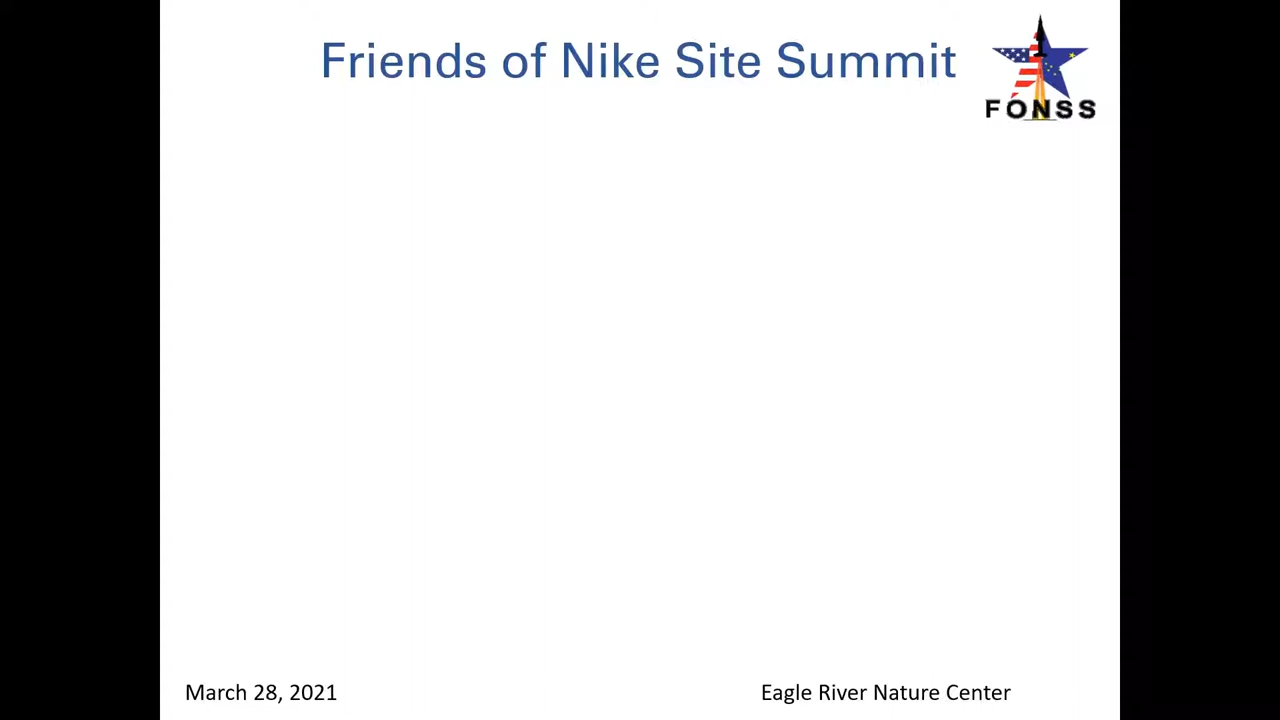 Friends of Nike Site Summit
FONSS
March 28, 2021
Eagle River Nature Center